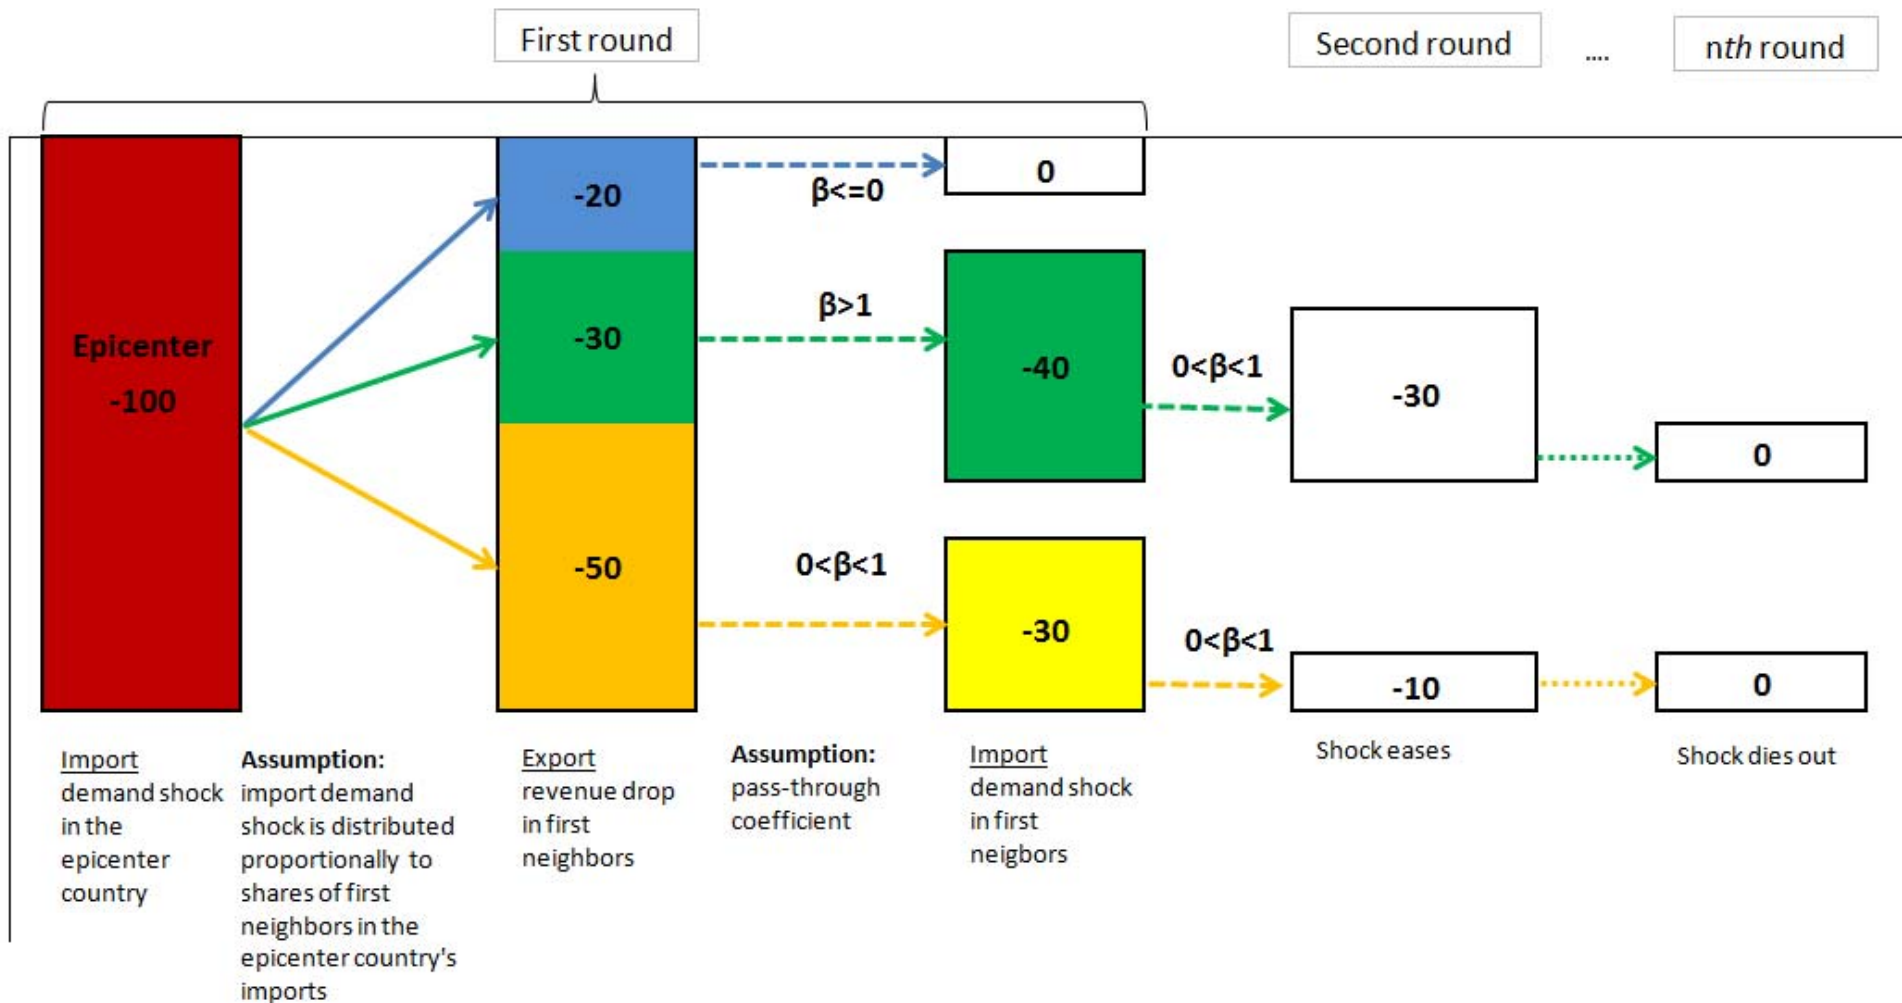 First round
Second round
....
nth round
Epicenter
-100
-20
-30
-50
β<=0
β>1
0<β<1
0
-40
-30
0<β<1
0<β<1
-30
-10
0
0
Import
demand shock
in the
epicenter
country
Assumption:
import demand
shock is distributed
proportionally to
shares of first
neighbors in the
epicenter country's
imports
Export
revenue drop
in first
neighbors
Assumption:
pass-through
coefficient
Import
demand shock
in first
neigbors
Shock eases
Shock dies out